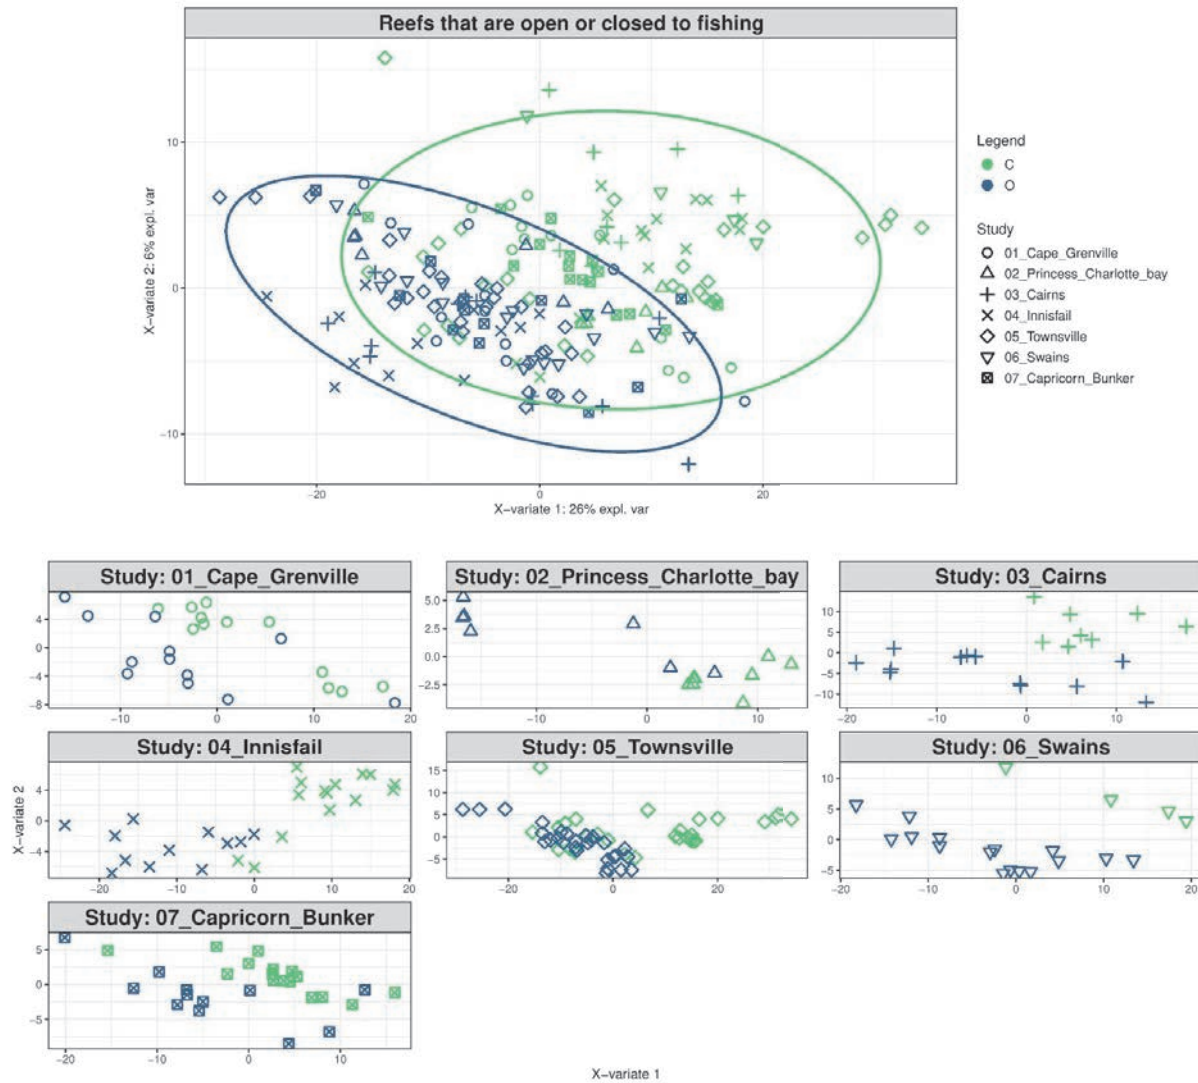 Reefs that are open or closed to fishing
10
0
−10
X−variate 2: 6% expl. var
−20
0
20
X−variate 1: 26% expl. var
Legend
C
O
Study
01_Cape_Grenville
02_Princess_Charlotte_bay
03_Cairns
04_Innisfail
05_Townsville
06_Swains
07_Capricorn_Bunker
Study: 01_Cape_Grenville
4
0
−4
−8
−10
0
10
20
Study: 02_Princess_Charlotte_bay
5.0
2.5
0.0
−2.5
−10
0
10
Study: 03_Cairns
10
5
0
−5
−10
−20
−10
0
10
Study: 04_Innisfail
4
0
−4
−20
−10
0
10
20
Study: 05_Townsville
15
10
5
0
−5
−20
0
20
Study: 06_Swains
10
5
0
−5
−20
−10
0
10
20
Study: 07_Capricorn_Bunker
5
0
−5
−20
−10
0
10
X−variate 2
X−variate 1